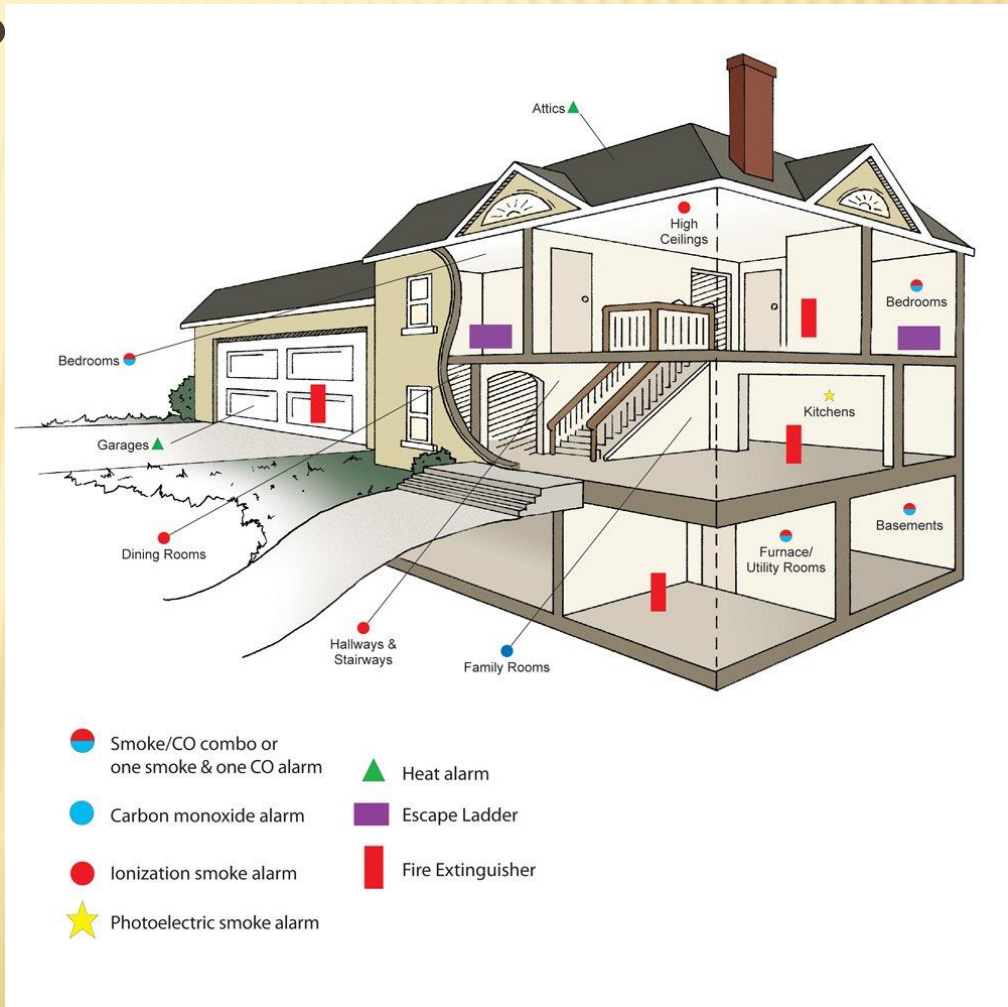 Attics
High
Ceilings
Bedrooms
Bedrooms
Kitchens
Garages
Dining Rooms
Basements
Furnace/
Utility Rooms
Hallways &
Stairways
Family Rooms
Smoke/CO combo or
one smoke & one CO alarm
Carbon monoxide alarm
Ionization smoke alarm
Photoelectric smoke alarm
Heat alarm
Escape Ladder
Fire Extinguisher